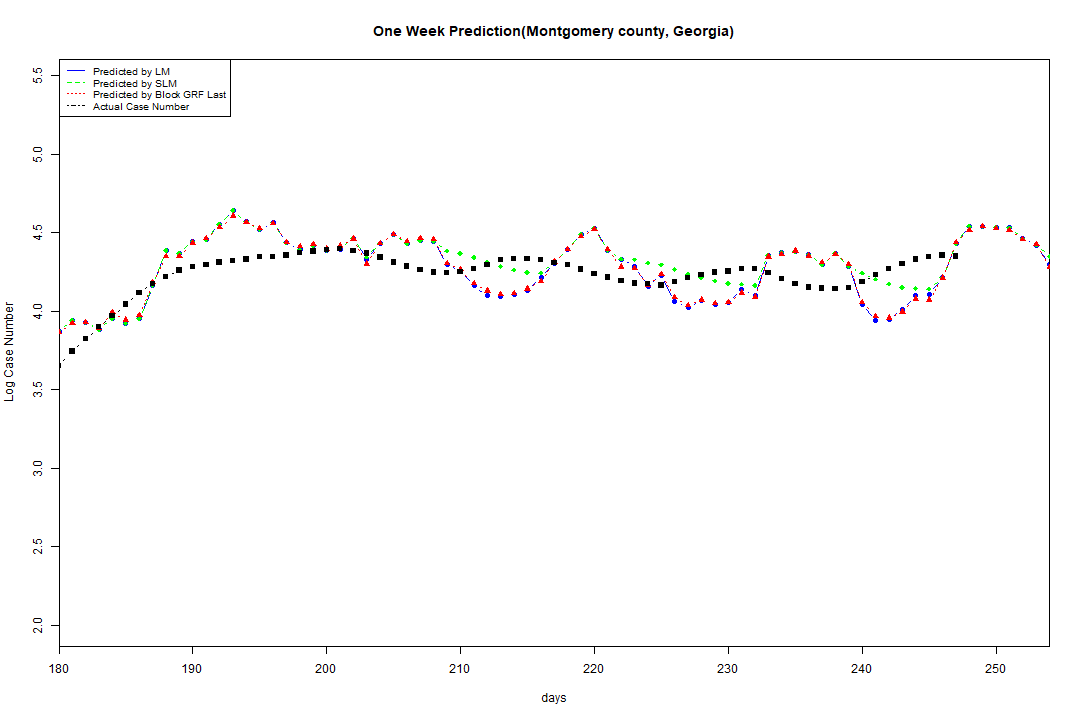 One Week Prediction(Montgomery county, Georgia)
Predicted by LM
Predicted by SLM
Predicted by Block GRF Last
Actual Case Number
5.5
5.0
4.5
4.0
3.5
3.0
2.5
2.0
Log Case Number
180 190 200 210 220 230 240 250
days